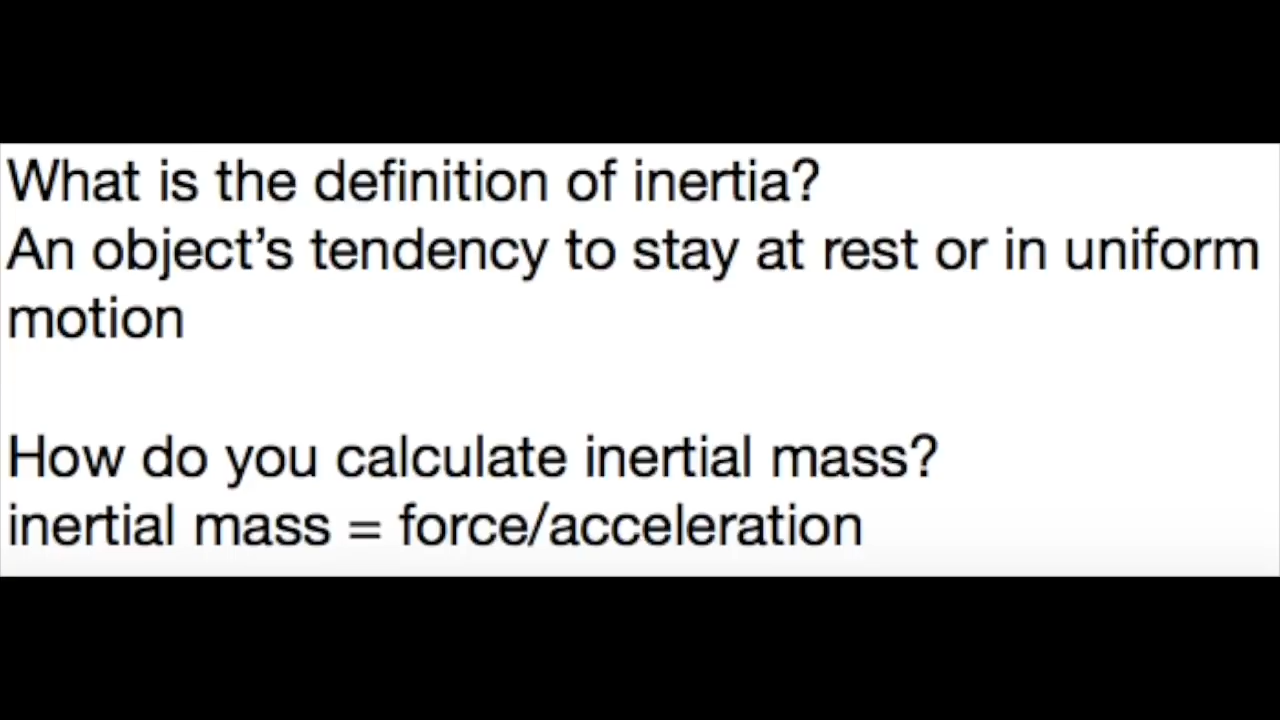 What is the definition of inertia?
An object’s tendency to stay at rest or in uniform
motion
How do you calculate inertial mass?
inertial mass = force/acceleration